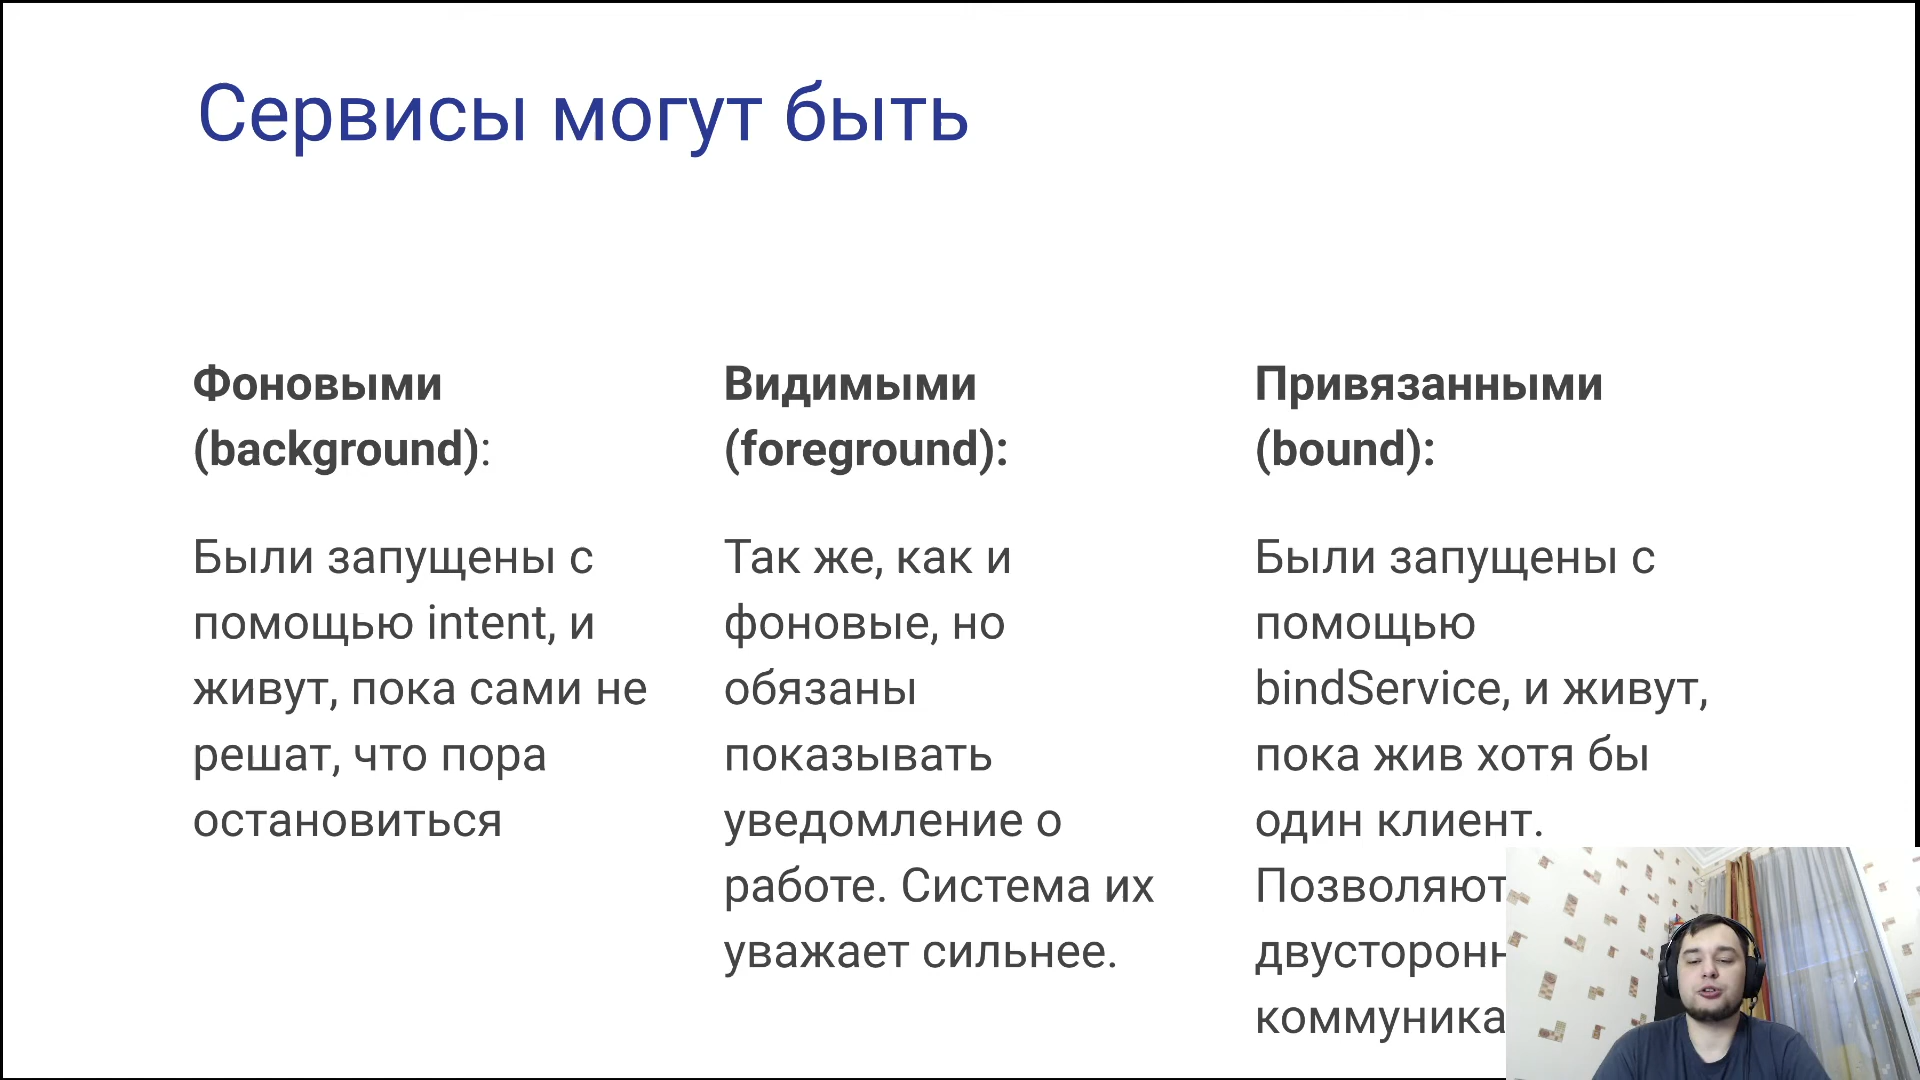 Сервисы могут быть
Фоновыми
(background):
Были запущены с
помощью intent, и
живут, пока сами не
решат, что пора
остановиться
Видимыми
(foreground):
Так же, как и
фоновые, но
обязаны
показывать
уведомление о
работе. Система их
уважает сильнее.
Привязанными
(bound):
Были запущены с
помощью
bindService, и живут,
пока жив хотя бы
один клиент.
Позволяют